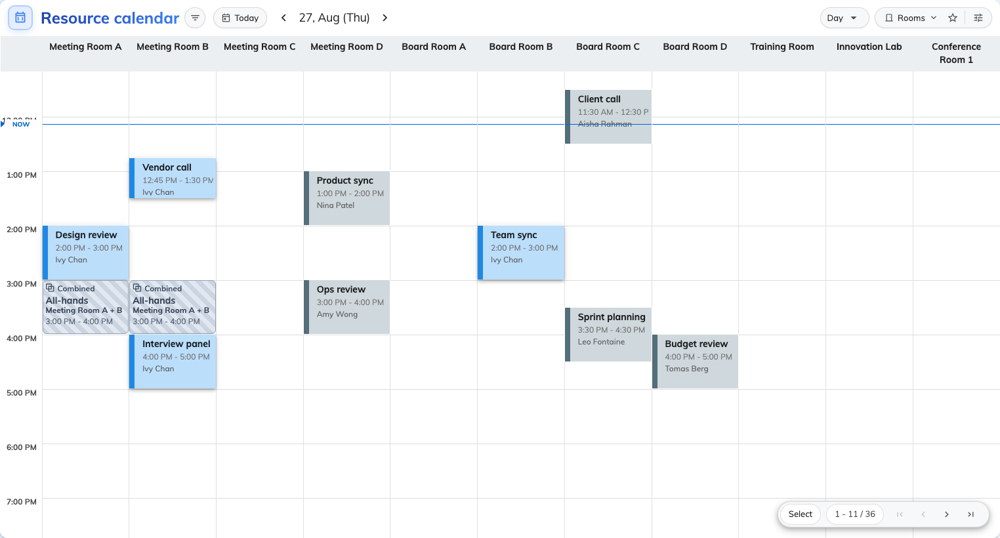 Resource calendar
Today
27, Aug (Thu)
Day
Rooms
Meeting Room A
Meeting Room B
Meeting Room C
Meeting Room D
Board Room A
Board Room B
Board Room C
Board Room D
Training Room
Innovation Lab
Conference
Room 1
NOW
1:00 PM
2:00 PM
3:00 PM
4:00 PM
5:00 PM
6:00 PM
7:00 PM
Client call
11:30 AM - 12:30 P
Aisha Rahman
Vendor call
12:45 PM - 1:30 PM
Ivy Chan
Product sync
1:00 PM - 2:00 PM
Nina Patel
Design review
2:00 PM - 3:00 PM
Ivy Chan
Team sync
2:00 PM - 3:00 PM
Ivy Chan
Combined
All-hands
Meeting Room A + B
3:00 PM - 4:00 PM
Combined
All-hands
Meeting Room A + B
3:00 PM - 4:00 PM
Ops review
3:00 PM - 4:00 PM
Amy Wong
Sprint planning
3:30 PM - 4:30 PM
Leo Fontaine
Interview panel
4:00 PM - 5:00 PM
Ivy Chan
Budget review
4:00 PM - 5:00 PM
Tomas Berg
Select
1 - 11 / 36